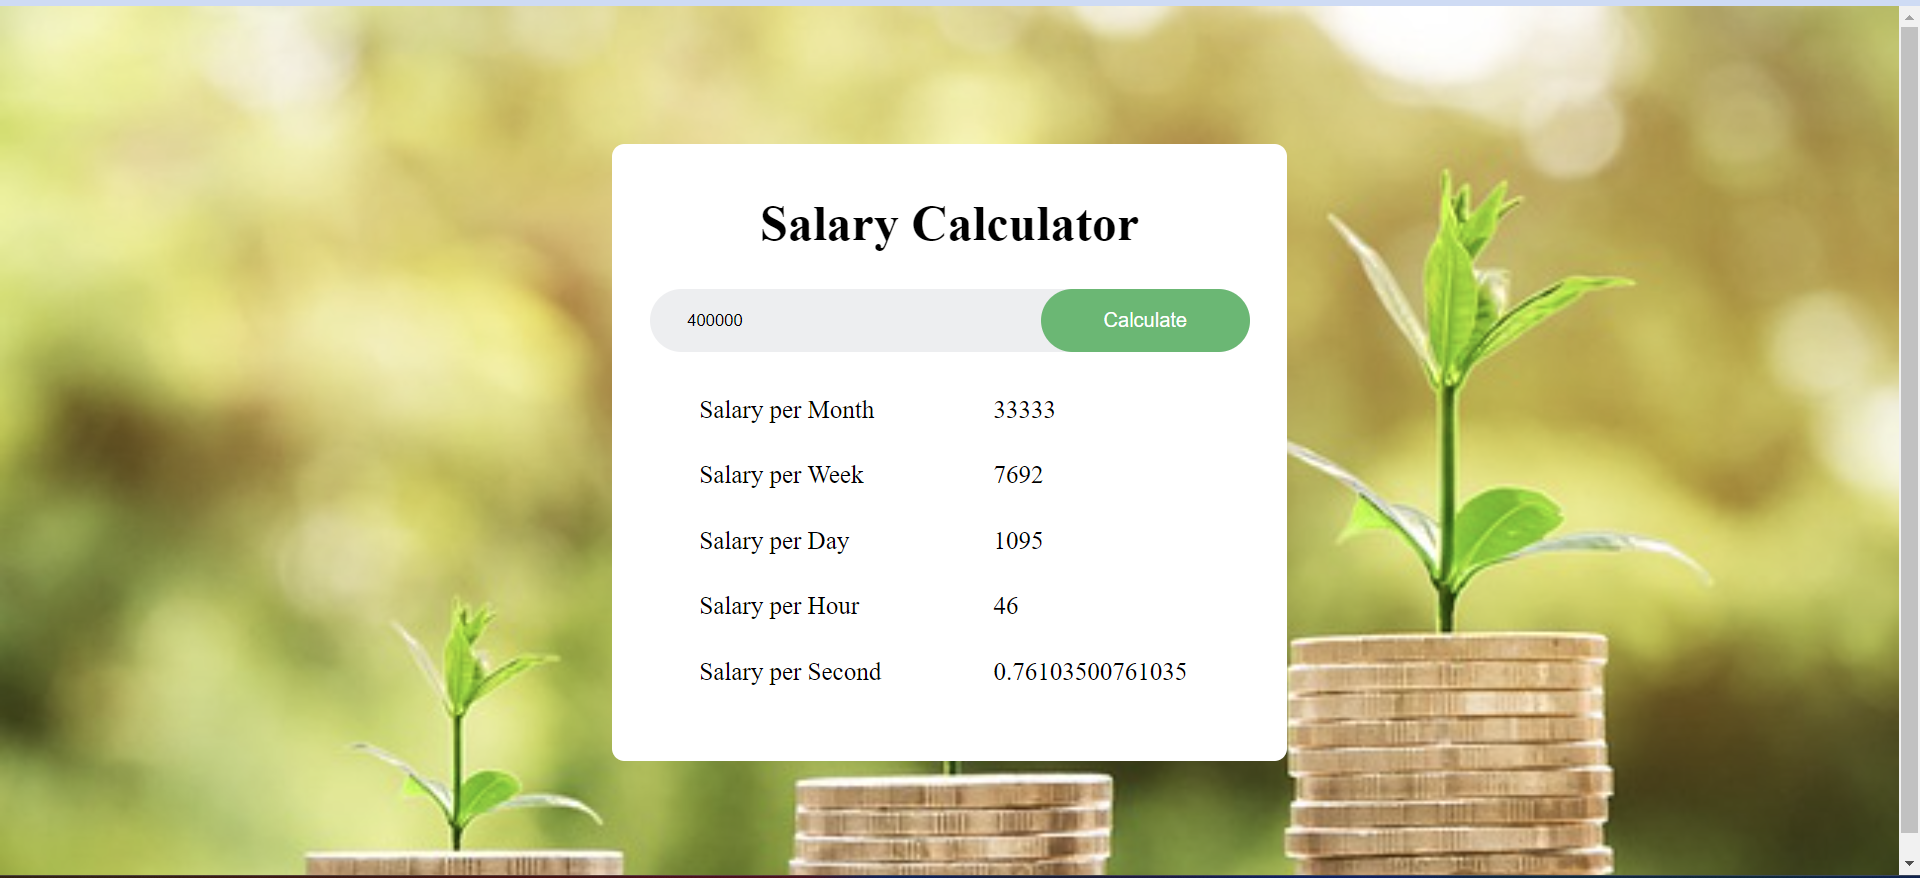 Salary Calculator
400000 Calculate
Salary per Month 33333
Salary per Week 7692
Salary per Day 1095
Salary per Hour 46
Salary per Second 0.76103500761035